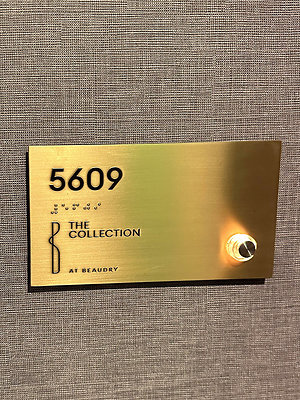 5609
THE
COLLECTION
AT BEAUDRY